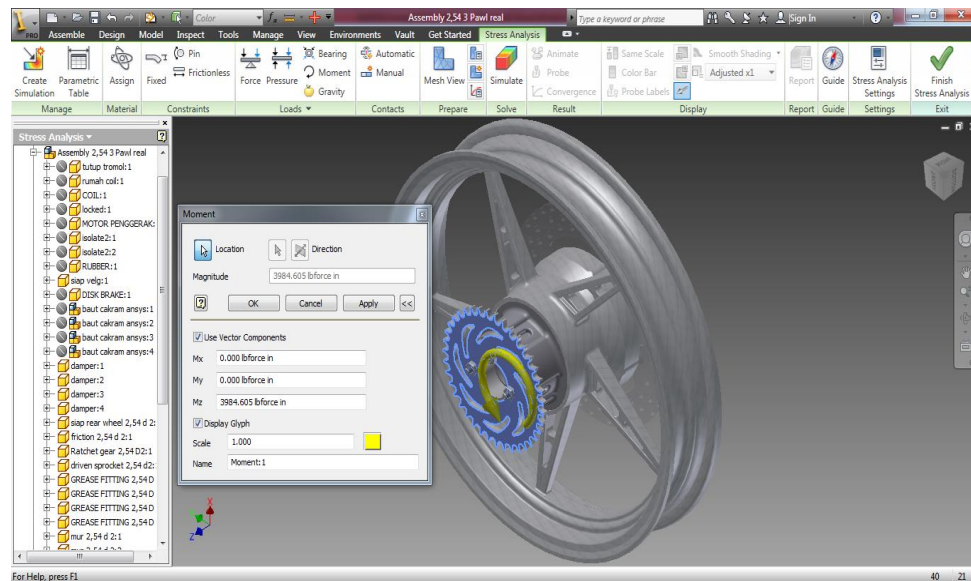 Color
Assembly 2,54 3 Pawl real
Type a keyword or phrase
Sign In
PRO Assemble Design Model Inspect Tools Manage View Environments Vault Get Started Stress Analysis
Create Simulation
Parametric Table
Assign
Fixed
Pin
Frictionless
Force
Pressure
Bearing
Moment
Gravity
Automatic
Manual
Mesh View
Simulate
Animate
Probe
Convergence
Same Scale
Color Bar
Probe Labels
Smooth Shading
Adjusted x1
Report
Guide
Stress Analysis Settings
Finish Stress Analysis
Manage Material Constraints Loads Contacts Prepare Solve Result Display Report Guide Settings Exit
Stress Analysis
Assembly 2,54 3 Pawl real
tutup tromol:1
rumah coil:1
COIL:1
locked:1
MOTOR PENGGERAK:
isolate2:1
isolate2:2
RUBBER:1
siap velg:1
DISK BRAKE:1
baut cakram ansys:1
baut cakram ansys:2
baut cakram ansys:3
baut cakram ansys:4
damper:1
damper:2
damper:3
damper:4
siap rear wheel 2,54 d 2:
friction 2,54 d 2:1
Ratchet gear 2,54 D2:1
driven sprocket 2,54 d2:
GREASE FITTING 2,54 D
GREASE FITTING 2,54 D
GREASE FITTING 2,54 D
GREASE FITTING 2,54 D
mur 2,54 d 2:1
Moment
Location
Direction
Magnitude 3984.605 lbforce in
OK Cancel Apply <<
Use Vector Components
Mx 0.000 lbforce in
My 0.000 lbforce in
Mz 3984.605 lbforce in
Display Glyph
Scale 1.000
Name Moment:1
X
Z
For Help, press F1
40 21